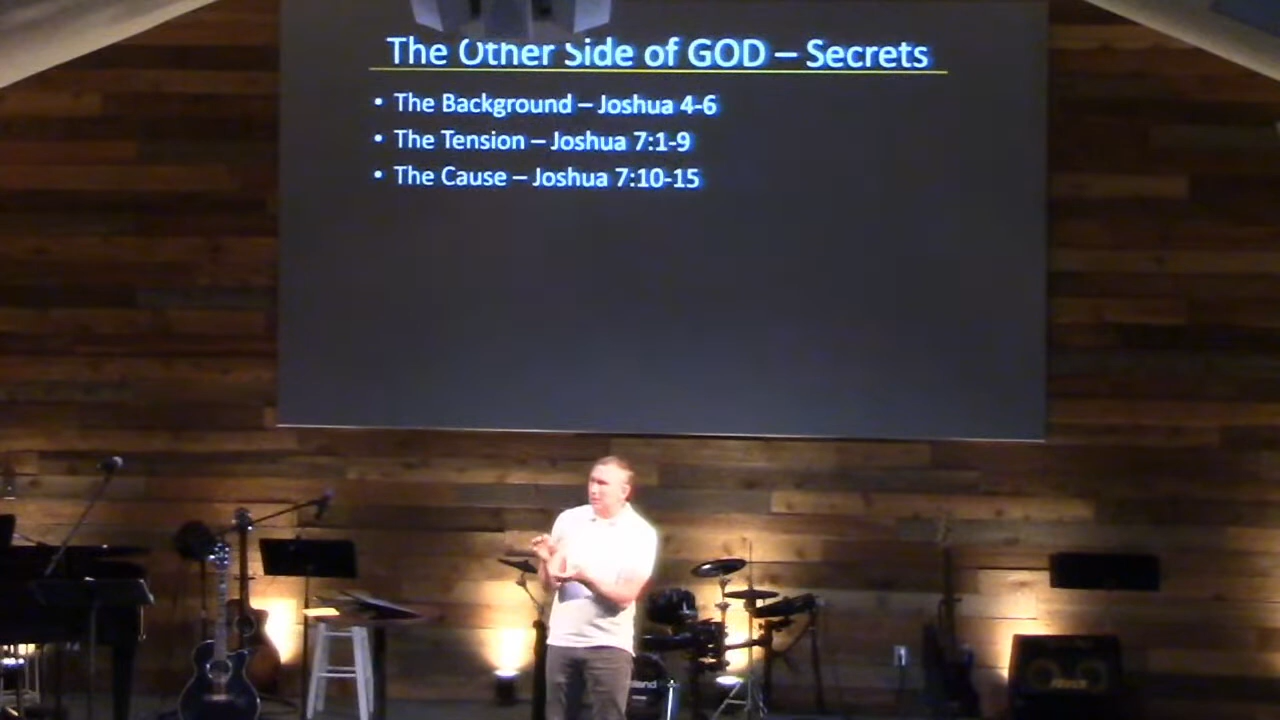 The Other Side of GOD – Secrets
• The Background – Joshua 4-6
• The Tension – Joshua 7:1-9
• The Cause – Joshua 7:10-15